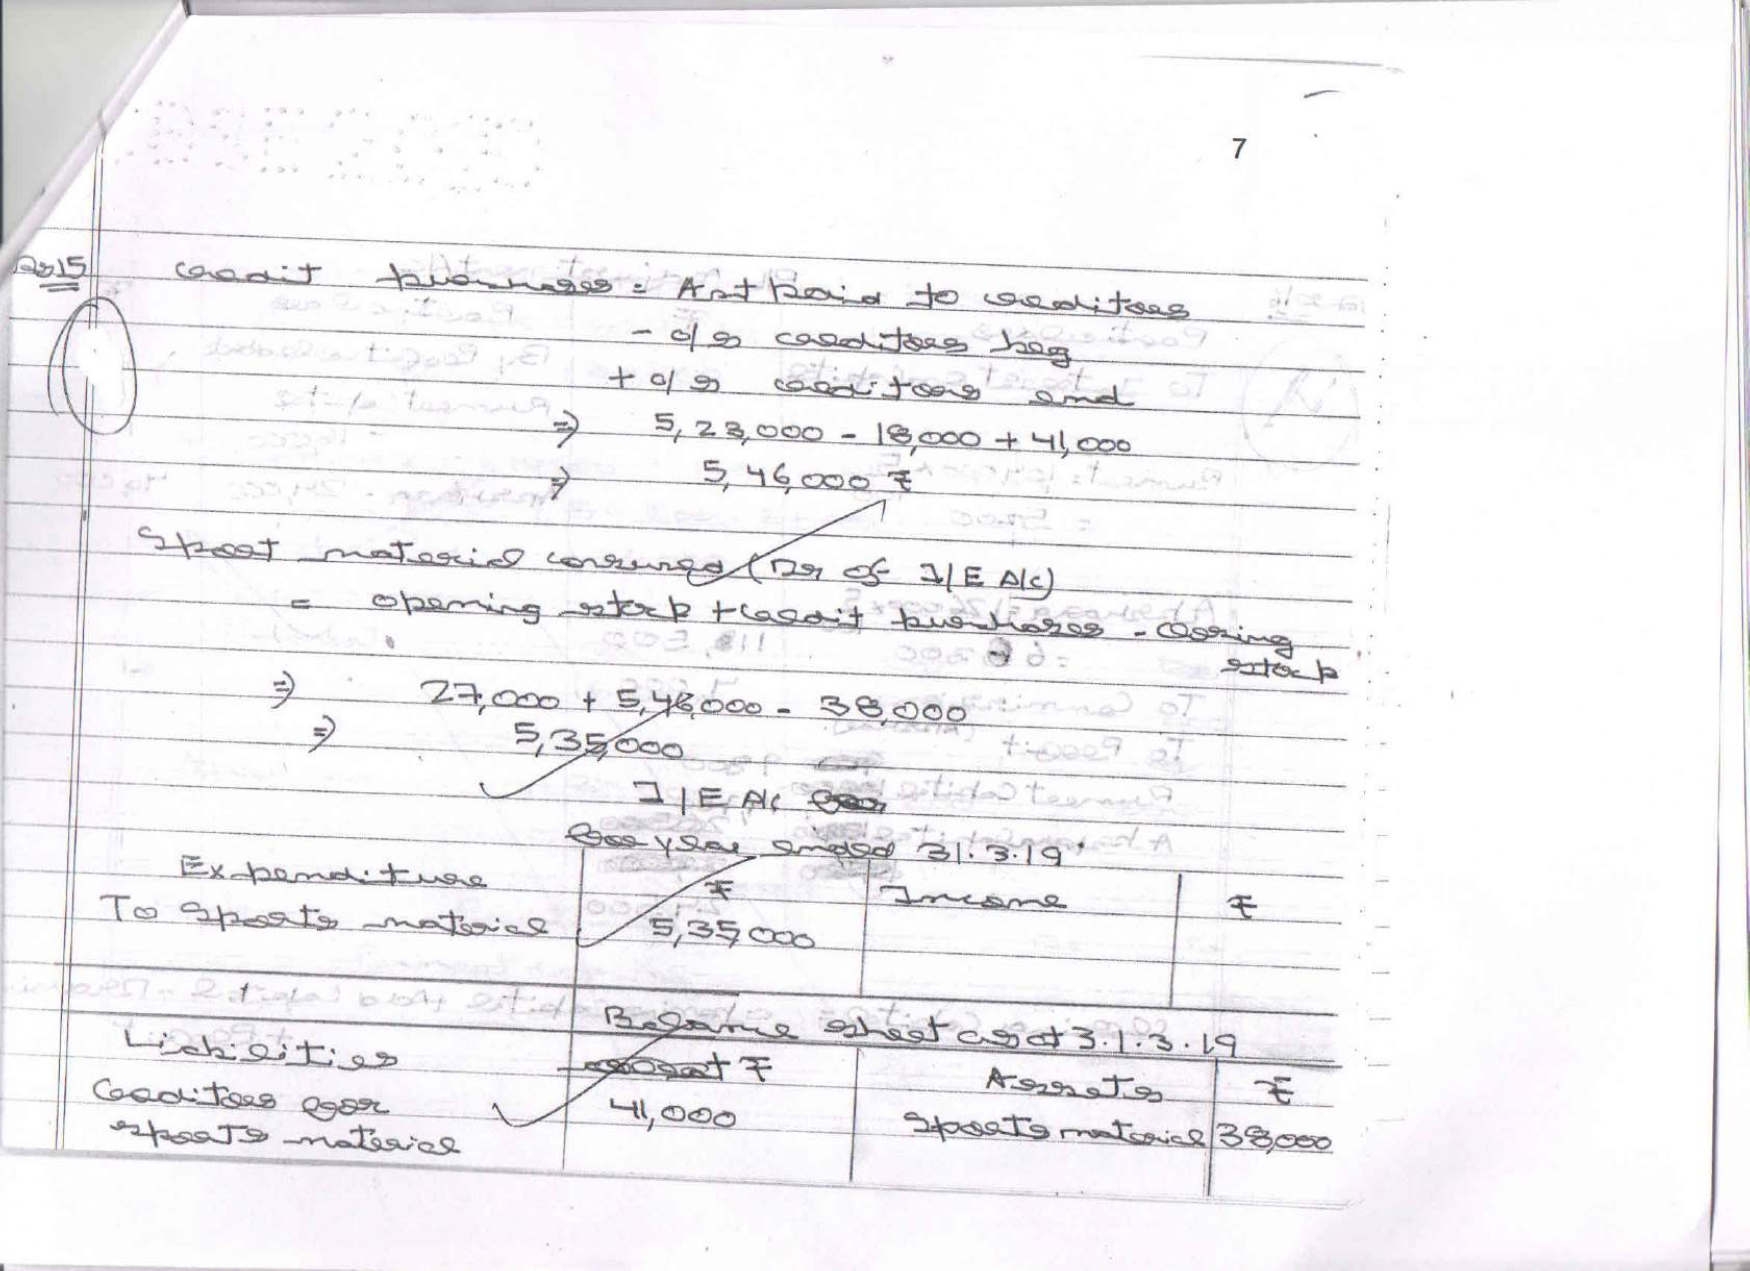 7
Ans15 Credit purchases = Amt paid to creditors
- o/s creditors beg
+ o/s creditors end
⇒ 5,23,000 - 18,000 + 41,000
⇒ 5,46,000 ₹
Sport material consumed (Dr of I/E A/c)
= opening stock + credit purchases - closing
stock
⇒ 27,000 + 5,46,000 - 38,000
⇒ 5,35,000
I/E A/c
for year ended 31.3.19
Expenditure ₹ Income ₹
To Sports material 5,35,000
Balance sheet as at 31.3.19
Liabilities ₹ Assets ₹
Creditors for 41,000 Sports material 38,000
sports material